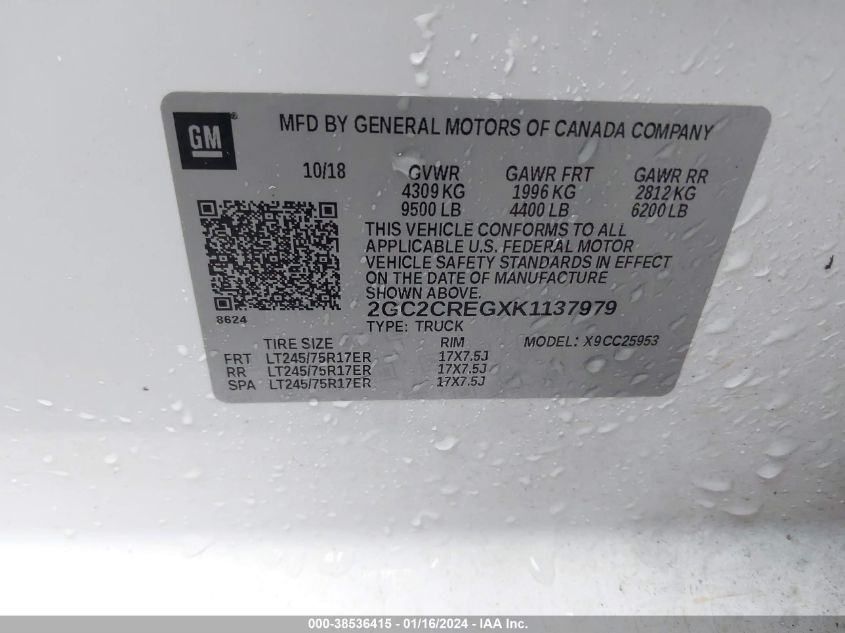 GM®
MFD BY GENERAL MOTORS OF CANADA COMPANY
10/18 GVWR GAWR FRT GAWR RR
4309 KG 1996 KG 2812 KG
9500 LB 4400 LB 6200 LB
THIS VEHICLE CONFORMS TO ALL
APPLICABLE U.S. FEDERAL MOTOR
VEHICLE SAFETY STANDARDS IN EFFECT
ON THE DATE OF MANUFACTURE
SHOWN ABOVE.
8624
2GC2CREGXK1137979
TYPE: TRUCK
TIRE SIZE RIM MODEL: X9CC25953
FRT LT245/75R17ER 17X7.5J
RR LT245/75R17ER 17X7.5J
SPA LT245/75R17ER 17X7.5J
000-38536415 - 01/16/2024 - IAA Inc.